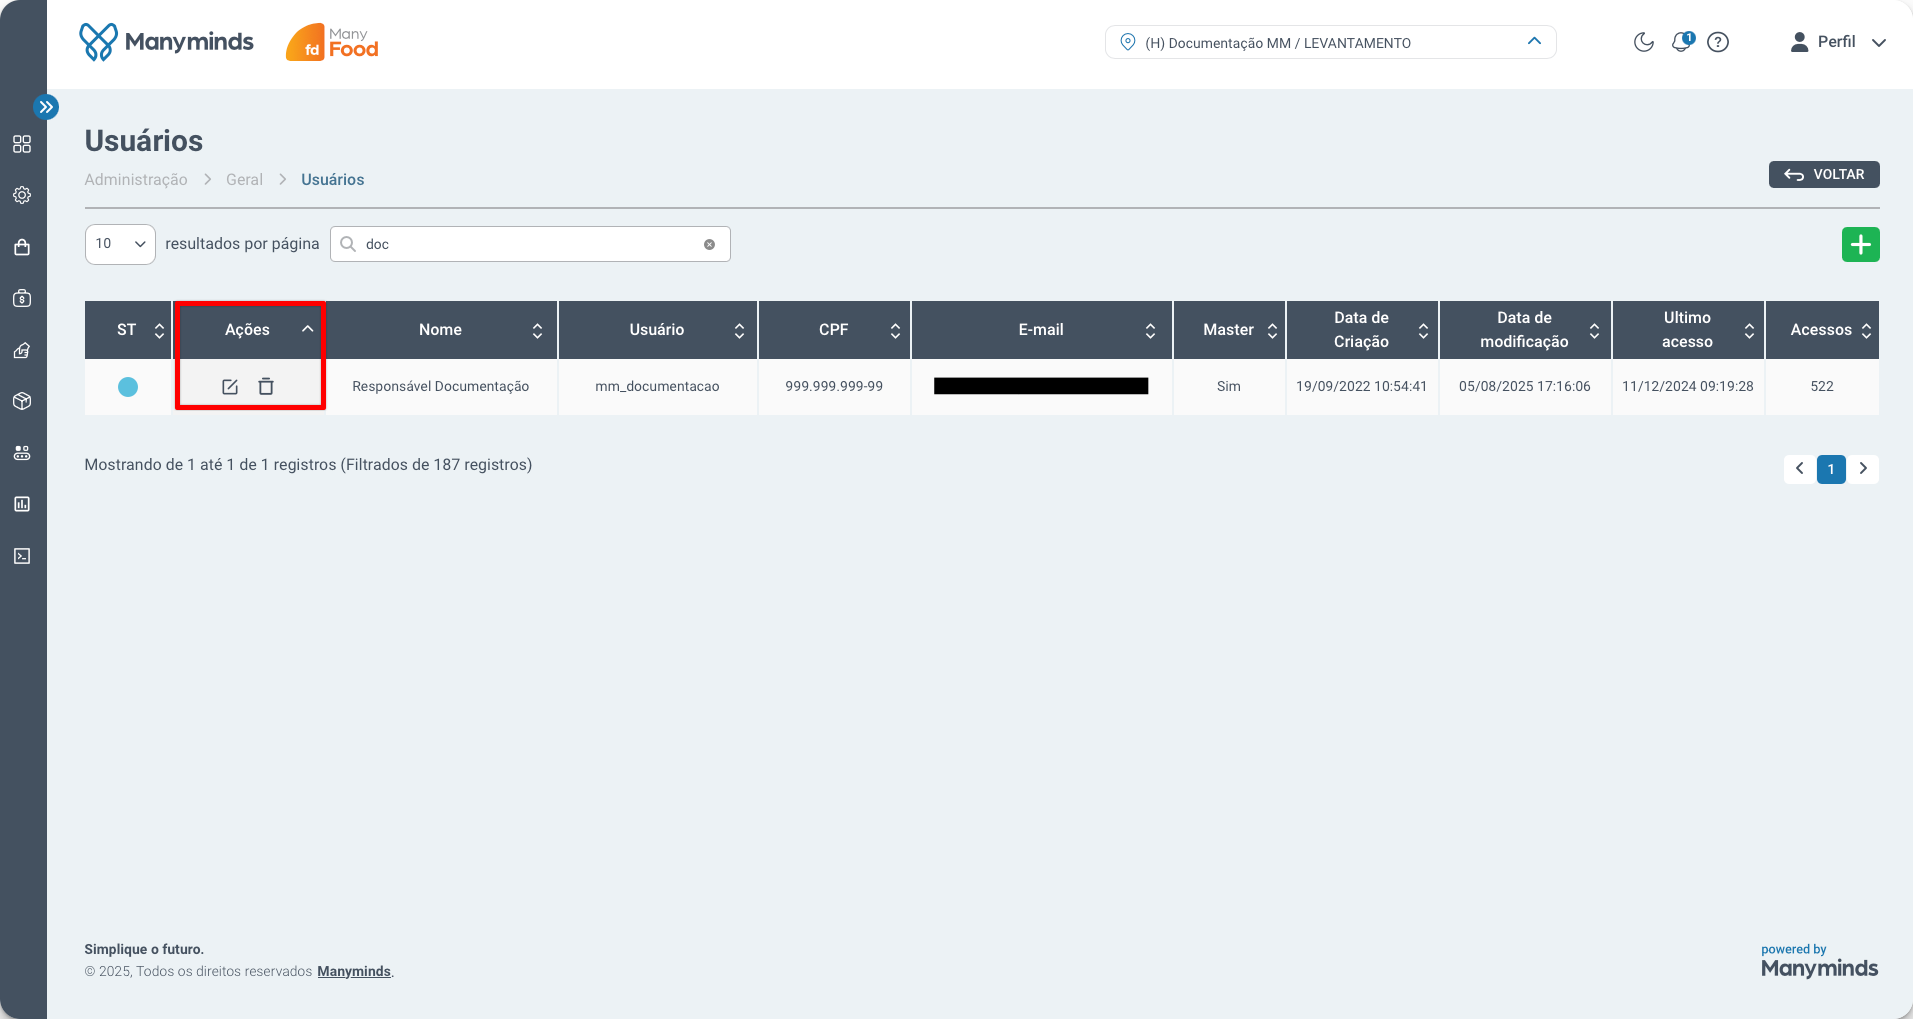 Manyminds
fd Many Food
(H) Documentação MM / LEVANTAMENTO
1
Perfil
Usuários
Administração > Geral > Usuários
VOLTAR
10 resultados por página doc
ST Ações Nome Usuário CPF E-mail Master Data de Criação Data de modificação Ultimo acesso Acessos
Responsável Documentação mm_documentacao 999.999.999-99 Sim 19/09/2022 10:54:41 05/08/2025 17:16:06 11/12/2024 09:19:28 522
Mostrando de 1 até 1 de 1 registros (Filtrados de 187 registros)
1
Simplique o futuro.
© 2025, Todos os direitos reservados Manyminds.
powered by
Manyminds